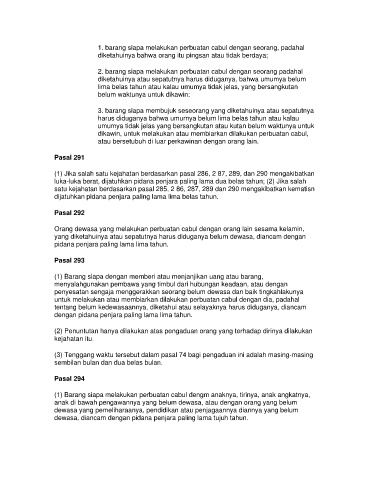 1. barang siapa melakukan perbuatan cabul dengan seorang, padahal
diketahuinya bahwa orang itu pingsan atau tidak berdaya;
2. barang siapa melakukan perbuatan cabul dengan seorang padahal
diketahuinya atau sepatutnya harus diduganya, bahwa umumya belum
lima belas tahun atau kalau umumya tidak jelas, yang bersangkutan
belum waktunya untuk dikawin;
3. barang siapa membujuk seseorang yang diketahuinya atau sepatutnya
harus diduganya bahwa umumya belum lima belas tahun atau kalau
umumya tidak jelas yang bersangkutan atau kutan belum waktunya untuk
dikawin, untuk melakukan atau membiarkan dilakukan perbuatan cabul,
atau bersetubuh di luar perkawinan dengan orang lain.
Pasal 291
(1) Jika salah satu kejahatan berdasarkan pasal 286, 2 87, 289, dan 290 mengakibatkan
luka-luka berat, dijatuhkan pidana penjara paling lama dua belas tahun; (2) Jika salah
satu kejahatan berdasarkan pasal 285, 2 86, 287, 289 dan 290 mengakibatkan kematisn
dijatuhkan pidana penjara paling lama lima belas tahun.
Pasal 292
Orang dewasa yang melakukan perbuatan cabul dengan orang lain sesama kelamin,
yang diketahuinya atau sepatutnya harus diduganya belum dewasa, diancam dengan
pidana penjara paling lama lima tahun.
Pasal 293
(1) Barang siapa dengan memberi atau menjanjikan uang atau barang,
menyalahgunakan pembawa yang timbul dari hubungan keadaan, atau dengan
penyesatan sengaja menggerakkan seorang belum dewasa dan baik tingkahlakunya
untuk melakukan atau membiarkan dilakukan perbuatan cabul dengan dia, padahal
tentang belum kedewasaannya, diketahui atau selayaknya harus diduganya, diancam
dengan pidana penjara paling lama lima tahun.
(2) Penuntutan hanya dilakukan atas pengaduan orang yang terhadap dirinya dilakukan
kejahatan itu
(3) Tenggang waktu tersebut dalam pasal 74 bagi pengaduan ini adalah masing-masing
sembilan bulan dan dua belas bulan.
Pasal 294
(1) Barang siapa melakukan perbuatan cabul dengm anaknya, tirinya, anak angkatnya,
anak di bawah pengawannya yang belum dewasa, atau dengan orang yang belum
dewasa yang pemeliharaanya, pendidikan atau penjagaannya diannya yang belum
dewasa, diancam dengan pidana penjara paling lama tujuh tahun.